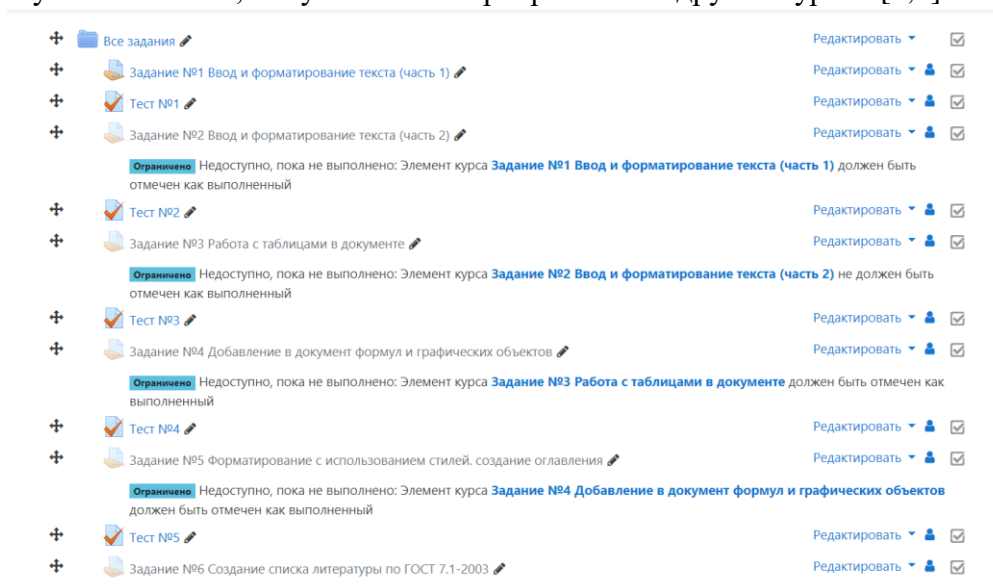 Все задания Редактировать
Задание №1 Ввод и форматирование текста (часть 1) Редактировать
Тест №1 Редактировать
Задание №2 Ввод и форматирование текста (часть 2) Редактировать
Ограничено Недоступно, пока не выполнено: Элемент курса Задание №1 Ввод и форматирование текста (часть 1) должен быть
отмечен как выполненный
Тест №2 Редактировать
Задание №3 Работа с таблицами в документе Редактировать
Ограничено Недоступно, пока не выполнено: Элемент курса Задание №2 Ввод и форматирование текста (часть 2) не должен быть
отмечен как выполненный
Тест №3 Редактировать
Задание №4 Добавление в документ формул и графических объектов Редактировать
Ограничено Недоступно, пока не выполнено: Элемент курса Задание №3 Работа с таблицами в документе должен быть отмечен как
выполненный
Тест №4 Редактировать
Задание №5 Форматирование с использованием стилей. создание оглавления Редактировать
Ограничено Недоступно, пока не выполнено: Элемент курса Задание №4 Добавление в документ формул и графических объектов
должен быть отмечен как выполненный
Тест №5 Редактировать
Задание №6 Создание списка литературы по ГОСТ 7.1-2003 Редактировать